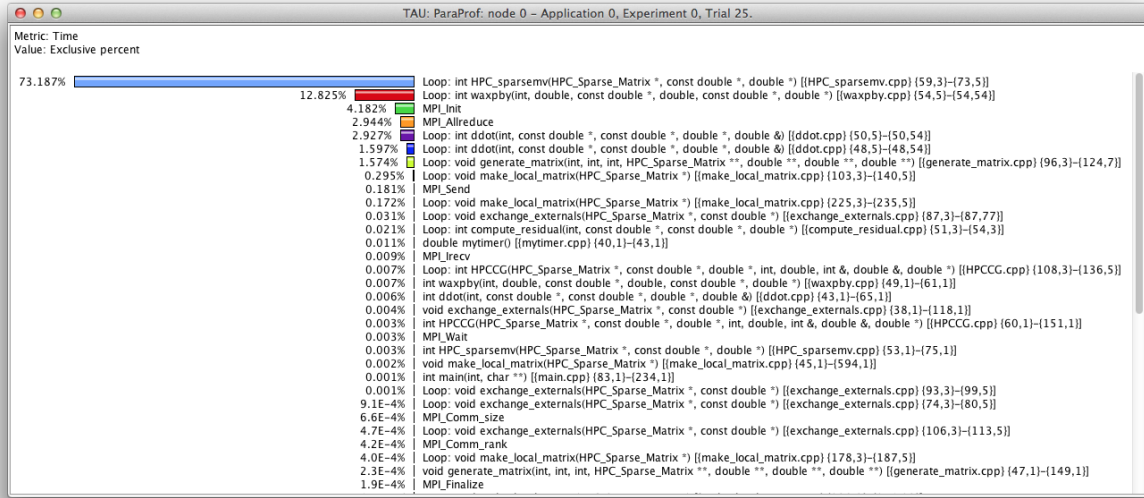 TAU: ParaProf: node 0 – Application 0, Experiment 0, Trial 25.
Metric: Time
Value: Exclusive percent
73.187% Loop: int HPC_sparsemv(HPC_Sparse_Matrix *, const double *, double *) [{HPC_sparsemv.cpp} {59,3}–{73,5}]
12.825% Loop: int waxpby(int, double, const double *, double, const double *, double *) [{waxpby.cpp} {54,5}–{54,54}]
4.182% MPI_Init
2.944% MPI_Allreduce
2.927% Loop: int ddot(int, const double *, const double *, double *, double &) [{ddot.cpp} {50,5}–{50,54}]
1.597% Loop: int ddot(int, const double *, const double *, double *, double &) [{ddot.cpp} {48,5}–{48,54}]
1.574% Loop: void generate_matrix(int, int, int, HPC_Sparse_Matrix **, double **, double **, double **) [{generate_matrix.cpp} {96,3}–{124,7}]
0.295% Loop: void make_local_matrix(HPC_Sparse_Matrix *) [{make_local_matrix.cpp} {103,3}–{140,5}]
0.181% MPI_Send
0.172% Loop: void make_local_matrix(HPC_Sparse_Matrix *) [{make_local_matrix.cpp} {225,3}–{235,5}]
0.031% Loop: void exchange_externals(HPC_Sparse_Matrix *, const double *) [{exchange_externals.cpp} {87,3}–{87,77}]
0.021% Loop: int compute_residual(int, const double *, const double *, double *) [{compute_residual.cpp} {51,3}–{54,3}]
0.011% double mytimer() [{mytimer.cpp} {40,1}–{43,1}]
0.009% MPI_Irecv
0.007% Loop: int HPCCG(HPC_Sparse_Matrix *, const double *, double *, int, double, int &, double &, double *) [{HPCCG.cpp} {108,3}–{136,5}]
0.007% int waxpby(int, double, const double *, double, const double *, double *) [{waxpby.cpp} {49,1}–{61,1}]
0.006% int ddot(int, const double *, const double *, double *, double &) [{ddot.cpp} {43,1}–{65,1}]
0.004% void exchange_externals(HPC_Sparse_Matrix *, const double *) [{exchange_externals.cpp} {38,1}–{118,1}]
0.003% int HPCCG(HPC_Sparse_Matrix *, const double *, double *, int, double, int &, double &, double *) [{HPCCG.cpp} {60,1}–{151,1}]
0.003% MPI_Wait
0.003% int HPC_sparsemv(HPC_Sparse_Matrix *, const double *, double *) [{HPC_sparsemv.cpp} {53,1}–{75,1}]
0.002% void make_local_matrix(HPC_Sparse_Matrix *) [{make_local_matrix.cpp} {45,1}–{594,1}]
0.001% int main(int, char **) [{main.cpp} {83,1}–{234,1}]
0.001% Loop: void exchange_externals(HPC_Sparse_Matrix *, const double *) [{exchange_externals.cpp} {93,3}–{99,5}]
9.1E-4% Loop: void exchange_externals(HPC_Sparse_Matrix *, const double *) [{exchange_externals.cpp} {74,3}–{80,5}]
6.6E-4% MPI_Comm_size
4.7E-4% Loop: void exchange_externals(HPC_Sparse_Matrix *, const double *) [{exchange_externals.cpp} {106,3}–{113,5}]
4.2E-4% MPI_Comm_rank
4.0E-4% Loop: void make_local_matrix(HPC_Sparse_Matrix *) [{make_local_matrix.cpp} {178,3}–{187,5}]
2.3E-4% void generate_matrix(int, int, int, HPC_Sparse_Matrix **, double **, double **, double **) [{generate_matrix.cpp} {47,1}–{149,1}]
1.9E-4% MPI_Finalize